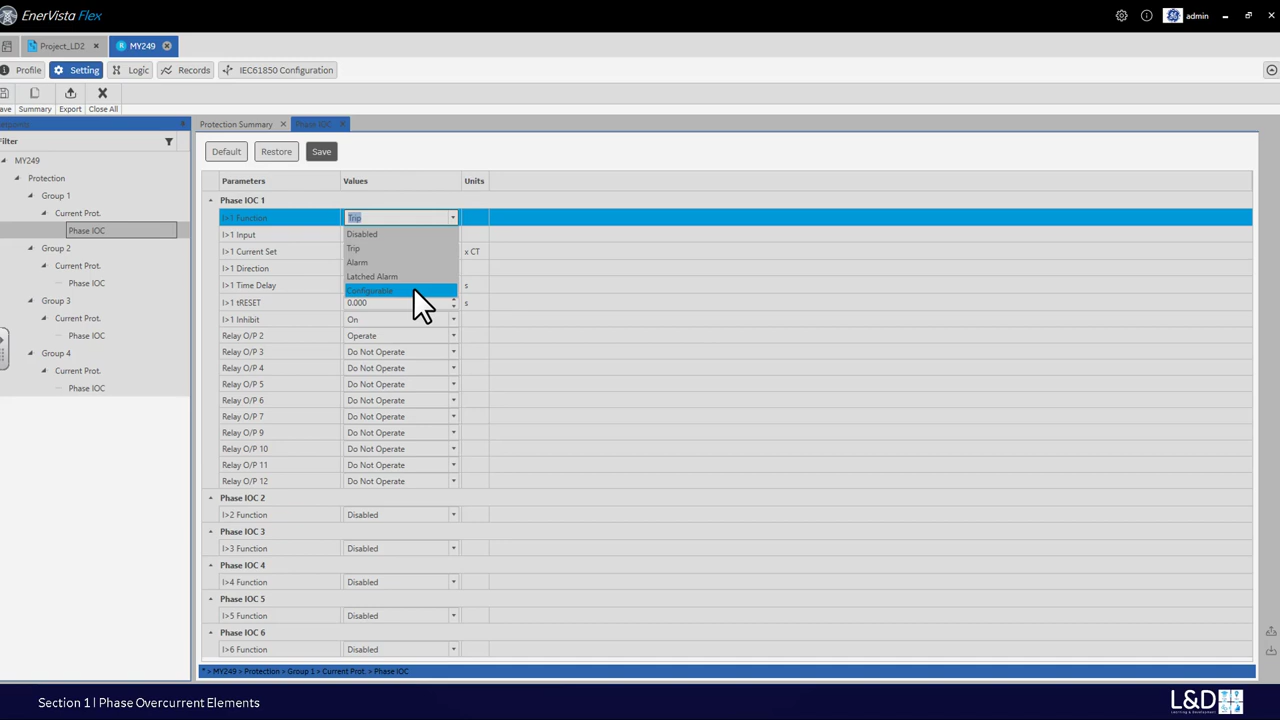 EnerVista Flex
admin
Project_LD2
MY249
Profile
Setting
Logic
Records
IEC61850 Configuration
ave
Summary
Export
Close All
Protection Summary
Phase IOC
Filter
Default
Restore
Save
MY249
Protection
Group 1
Current Prot.
Phase IOC
Group 2
Current Prot.
Phase IOC
Group 3
Current Prot.
Phase IOC
Group 4
Current Prot.
Phase IOC
Parameters Values Units
Phase IOC 1
I>1 Function Trip
I>1 Input Disabled
Trip
I>1 Current Set x CT
Alarm
I>1 Direction
Latched Alarm
I>1 Time Delay s
Configurable
I>1 tRESET 0.000 s
I>1 Inhibit On
Relay O/P 2 Operate
Relay O/P 3 Do Not Operate
Relay O/P 4 Do Not Operate
Relay O/P 5 Do Not Operate
Relay O/P 6 Do Not Operate
Relay O/P 7 Do Not Operate
Relay O/P 9 Do Not Operate
Relay O/P 10 Do Not Operate
Relay O/P 11 Do Not Operate
Relay O/P 12 Do Not Operate
Phase IOC 2
I>2 Function Disabled
Phase IOC 3
I>3 Function Disabled
Phase IOC 4
I>4 Function Disabled
Phase IOC 5
I>5 Function Disabled
Phase IOC 6
I>6 Function Disabled
* > MY249 > Protection > Group 1 > Current Prot. > Phase IOC
Section 1 | Phase Overcurrent Elements
L&D